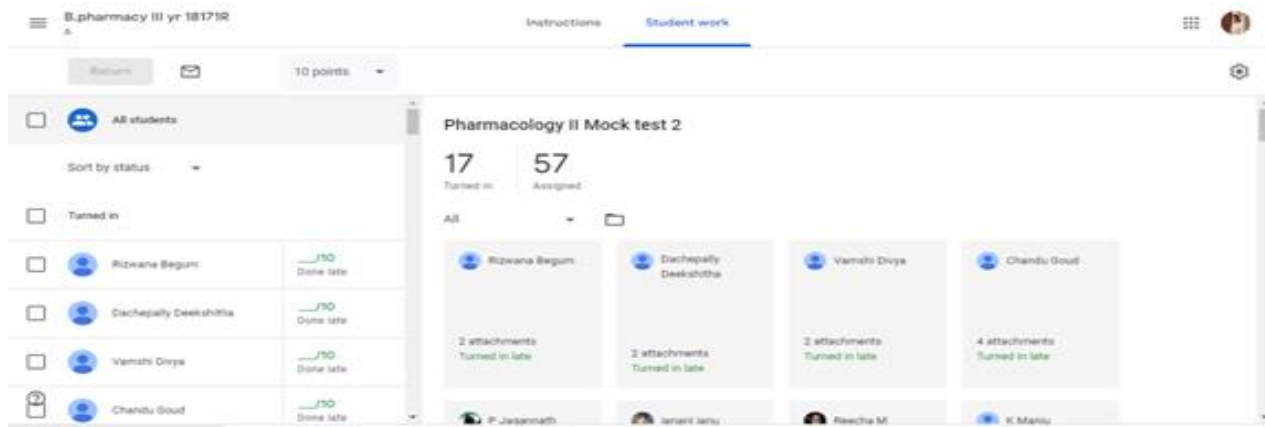 B.pharmacy III yr 18171R
A
Instructions
Student work
Return
10 points
All students
Sort by status
Turned in
Rizwana Begum
__/10
Done late
Dachepally Deekshitha
__/10
Done late
Vamshi Divya
__/10
Done late
Chandu Goud
__/10
Done late
Pharmacology II Mock test 2
17
Turned in
57
Assigned
All
Rizwana Begum
2 attachments
Turned in late
Dachepally
Deekshitha
2 attachments
Turned in late
Vamshi Divya
2 attachments
Turned in late
Chandu Goud
4 attachments
Turned in late
P Jagannath
Janani Janu
Reecha M
K Manju